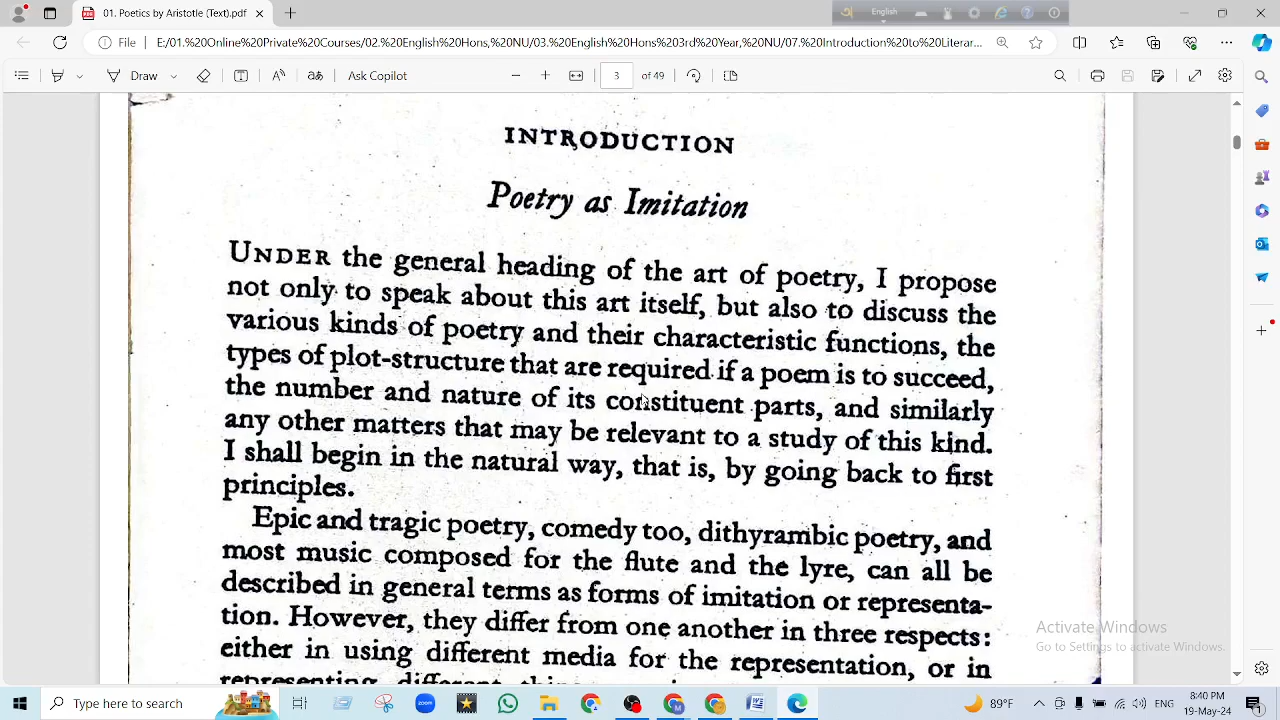 01. Poetics by Aristotle (Text).pdf
English
File
E:/01.%20Online%20Private%20Courses/02.%20English%20Hons,%20NU/03.%20English%20Hons%203rd%20Year,%20NU/07.%20Introduction%20to%20Literar...
Draw
Ask Copilot
3 of 49
INTRODUCTION
Poetry as Imitation
UNDER the general heading of the art of poetry, I propose
not only to speak about this art itself, but also to discuss the
various kinds of poetry and their characteristic functions, the
types of plot-structure that are required if a poem is to succeed,
the number and nature of its constituent parts, and similarly
any other matters that may be relevant to a study of this kind.
I shall begin in the natural way, that is, by going back to first
principles.
Epic and tragic poetry, comedy too, dithyrambic poetry, and
most music composed for the flute and the lyre, can all be
described in general terms as forms of imitation or representa-
tion. However, they differ from one another in three respects:
either in using different media for the representation, or in
representing different
Activate Windows
Go to Settings to activate Windows.
Type here to search
zoom
89°F
9:40 PM
19-May-24